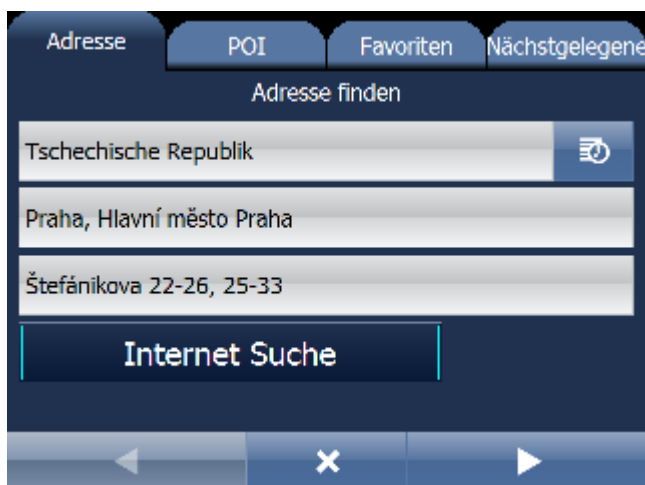 Adresse POI Favoriten Nächstgelegene
Adresse finden
Tschechische Republik
Praha, Hlavní město Praha
Štefánikova 22-26, 25-33
Internet Suche